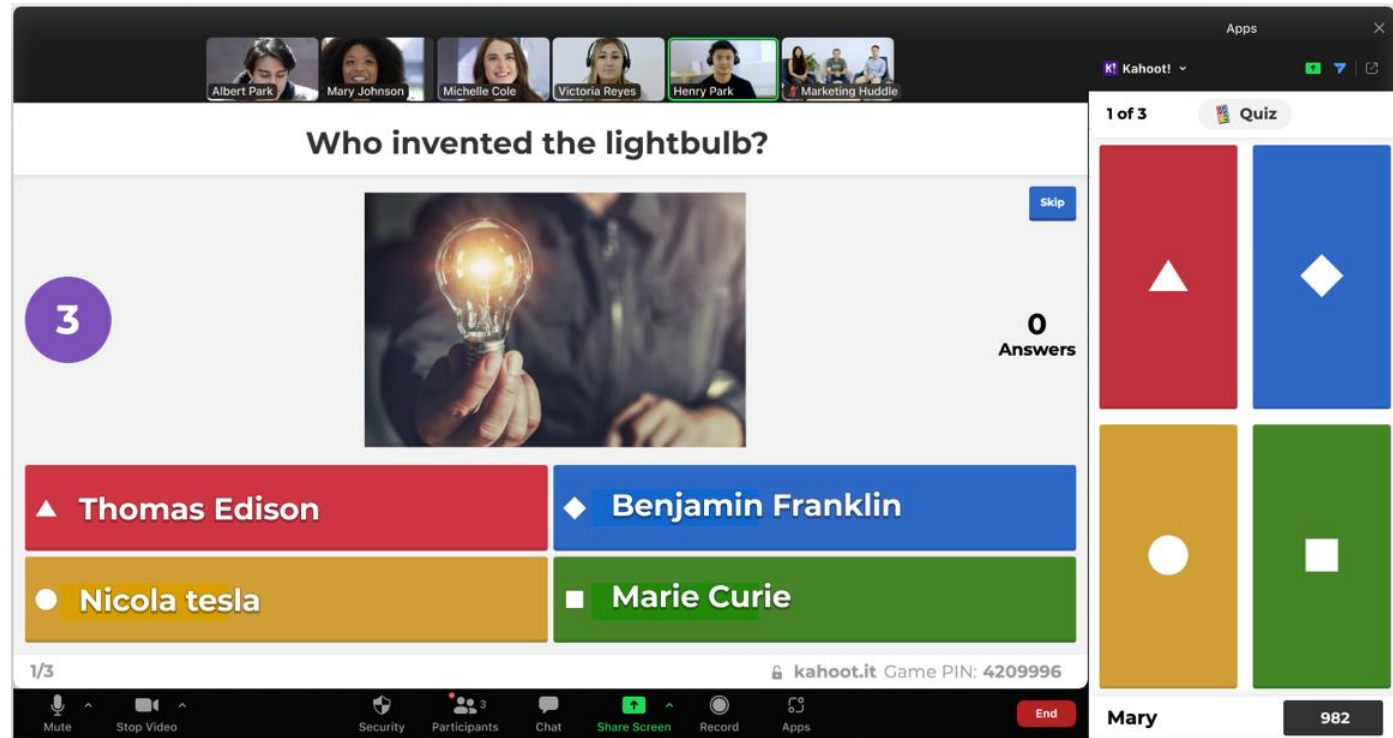 Apps
Albert Park
Mary Johnson
Michelle Cole
Victoria Reyes
Henry Park
Marketing Huddle
K! Kahoot!
1 of 3
Quiz
Who invented the lightbulb?
Skip
3
0
Answers
Thomas Edison
Benjamin Franklin
Nicola tesla
Marie Curie
1/3
kahoot.it Game PIN: 4209996
Mute
Stop Video
Security
Participants
3
Chat
Share Screen
Record
Apps
End
Mary
982